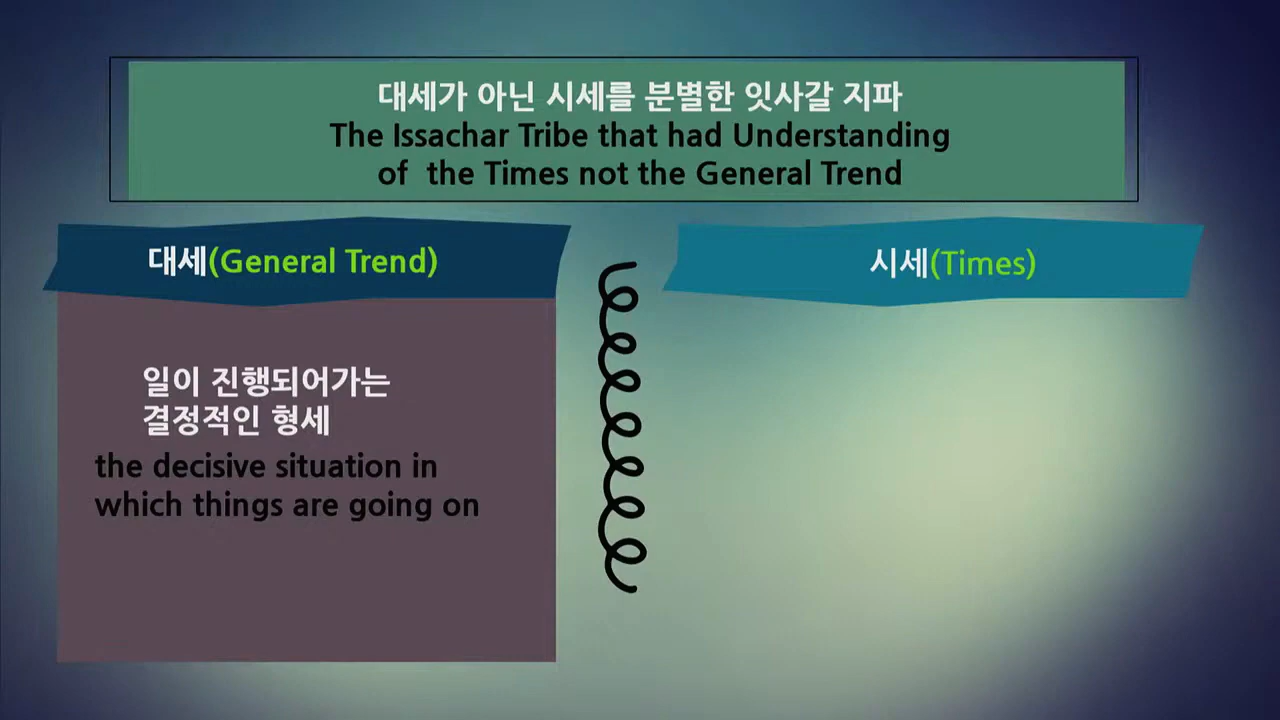 대세가 아닌 시세를 분별한 잇사갈 지파
The Issachar Tribe that had Understanding
of  the Times not the General Trend
대세(General Trend)
시세(Times)
일이 진행되어가는
결정적인 형세
the decisive situation in
which things are going on